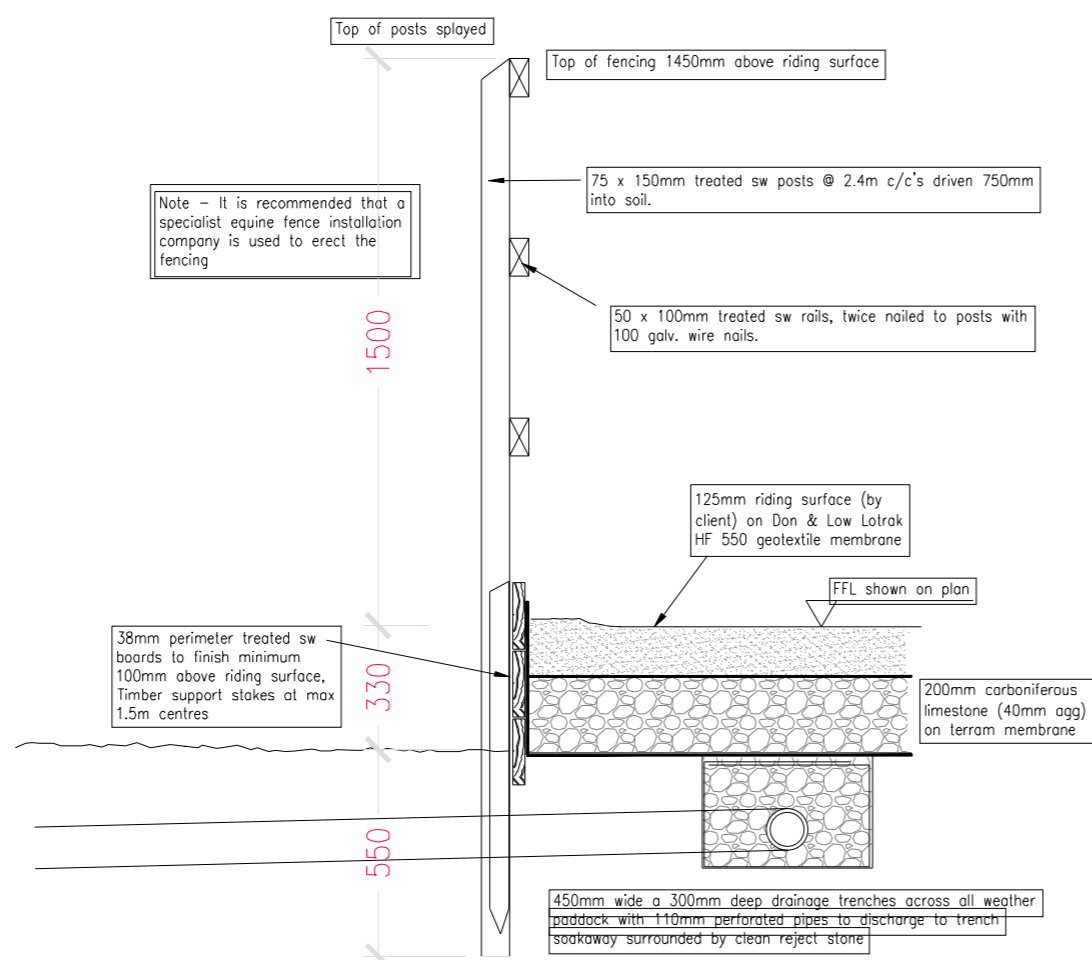 Top of posts splayed
Top of fencing 1450mm above riding surface
75 x 150mm treated sw posts @ 2.4m c/c's driven 750mm
into soil.
Note – It is recommended that a
specialist equine fence installation
company is used to erect the
fencing
50 x 100mm treated sw rails, twice nailed to posts with
100 galv. wire nails.
1500
125mm riding surface (by
client) on Don & Low Lotrak
HF 550 geotextile membrane
FFL shown on plan
38mm perimeter treated sw
boards to finish minimum
100mm above riding surface,
Timber support stakes at max
1.5m centres
330
200mm carboniferous
limestone (40mm agg)
on terram membrane
550
450mm wide a 300mm deep drainage trenches across all weather
paddock with 110mm perforated pipes to discharge to trench
soakaway surrounded by clean reject stone